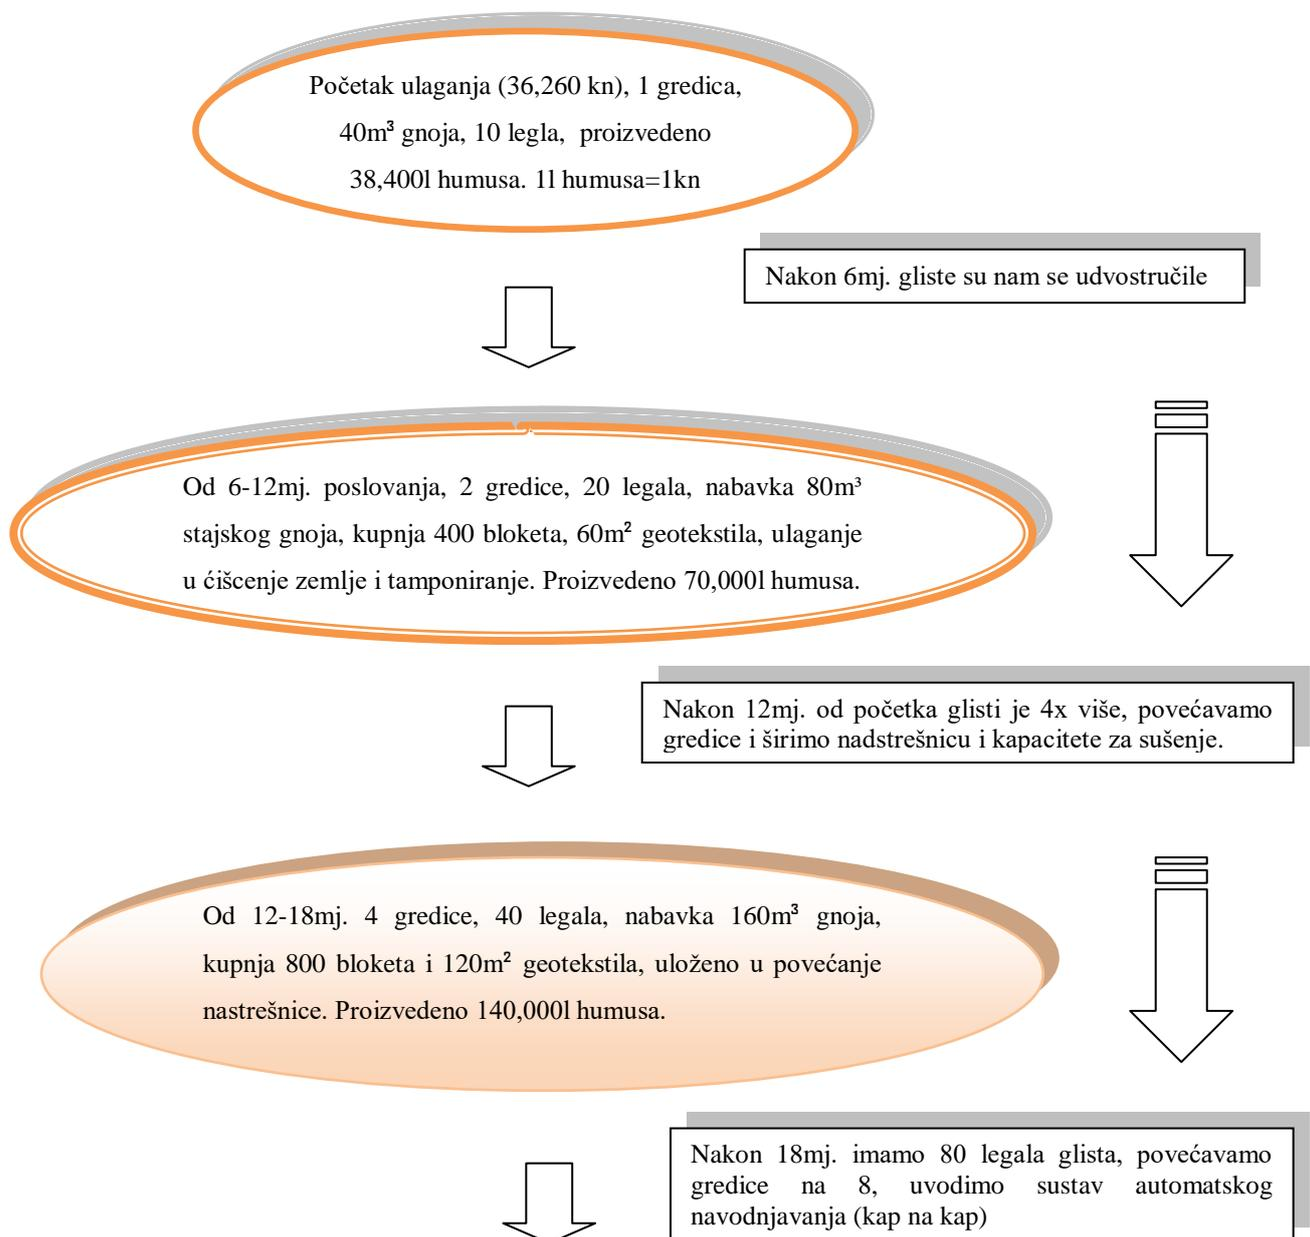 Početak ulaganja (36,260 kn), 1 gredica,
40m³ gnoja, 10 legla, proizvedeno
38,400l humusa. 1l humusa=1kn
Nakon 6mj. gliste su nam se udvostručile
Od 6-12mj. poslovanja, 2 gredice, 20 legala, nabavka 80m³
stajskog gnoja, kupnja 400 bloketa, 60m² geotekstila, ulaganje
u ćišcenje zemlje i tamponiranje. Proizvedeno 70,000l humusa.
Nakon 12mj. od početka glisti je 4x više, povećavamo
gredice i širimo nadstrešnicu i kapacitete za sušenje.
Od 12-18mj. 4 gredice, 40 legala, nabavka 160m³ gnoja,
kupnja 800 bloketa i 120m² geotekstila, uloženo u povećanje
nastrešnice. Proizvedeno 140,000l humusa.
Nakon 18mj. imamo 80 legala glista, povećavamo
gredice na 8, uvodimo sustav automatskog
navodnjavanja (kap na kap)